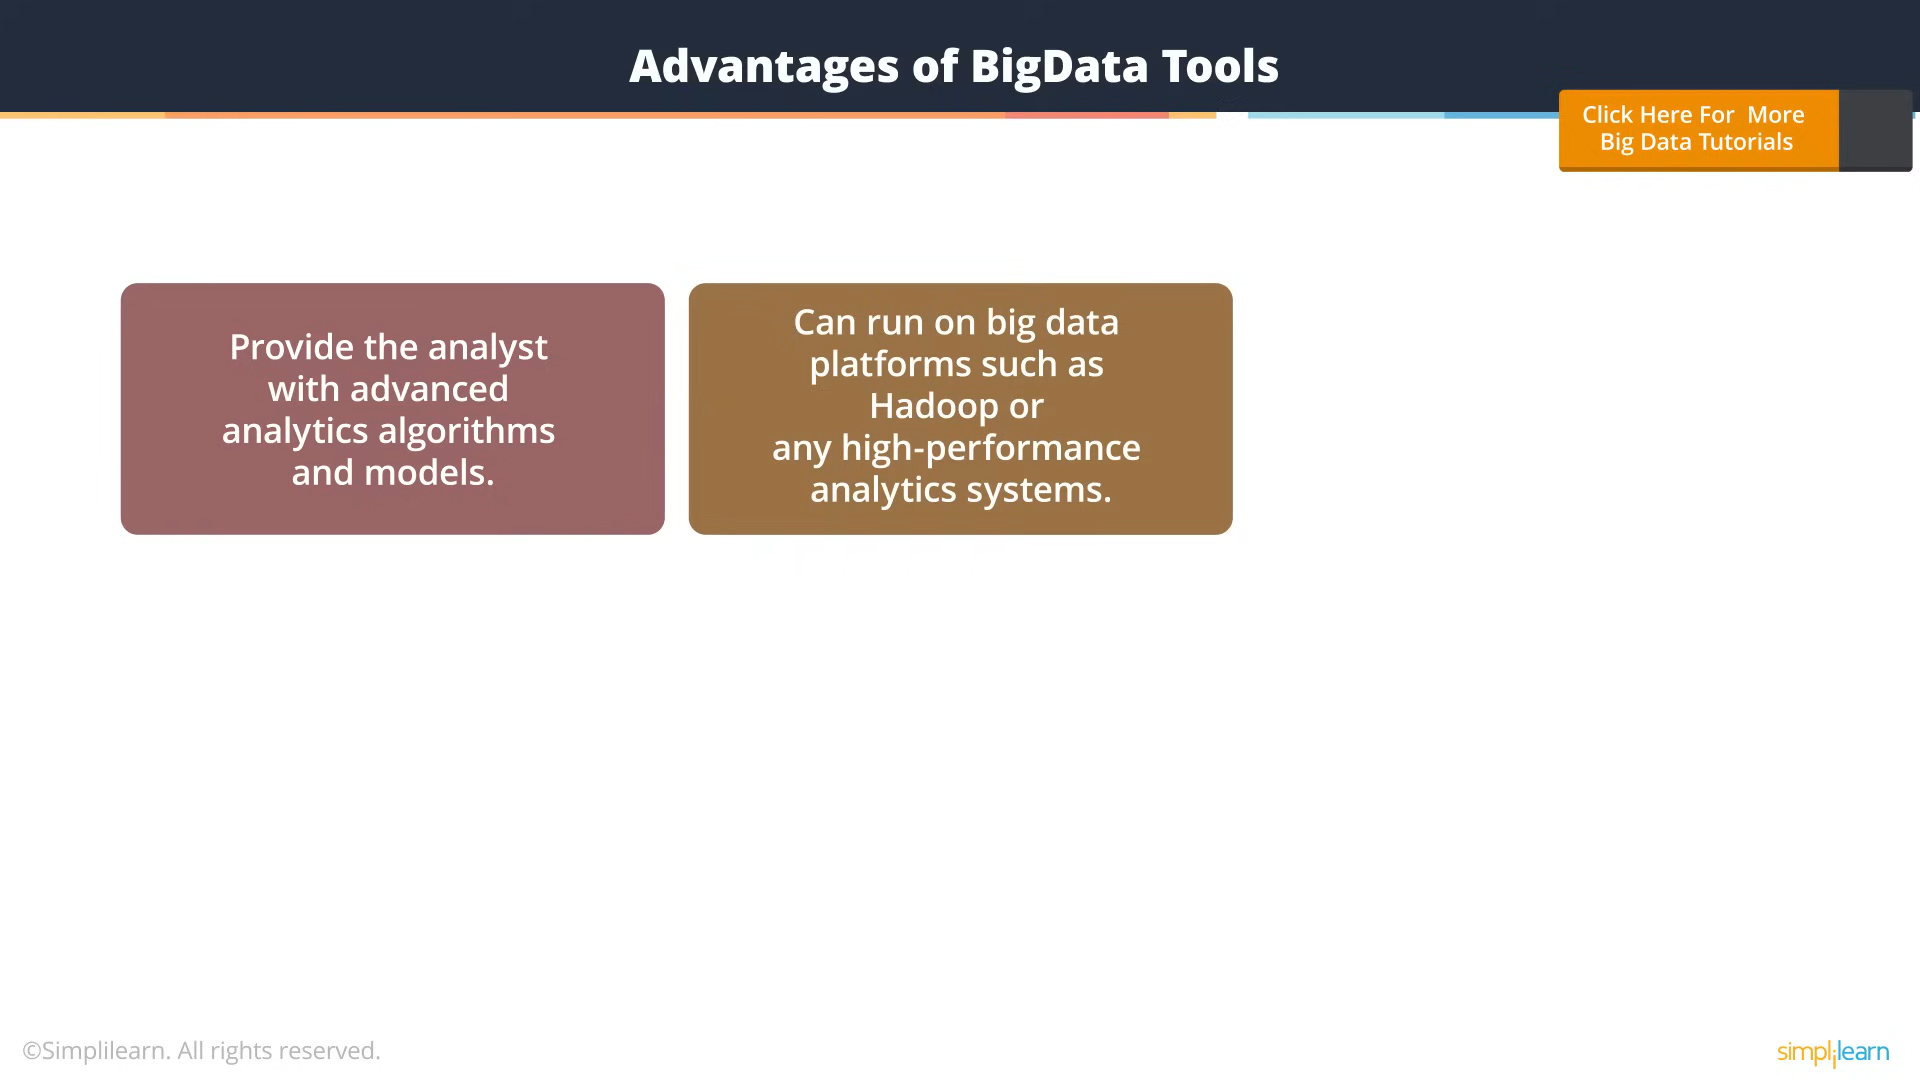 Advantages of BigData Tools
Click Here For More
Big Data Tutorials
Provide the analyst
with advanced
analytics algorithms
and models.
Can run on big data
platforms such as
Hadoop or
any high-performance
analytics systems.
©Simplilearn. All rights reserved.
simplilearn